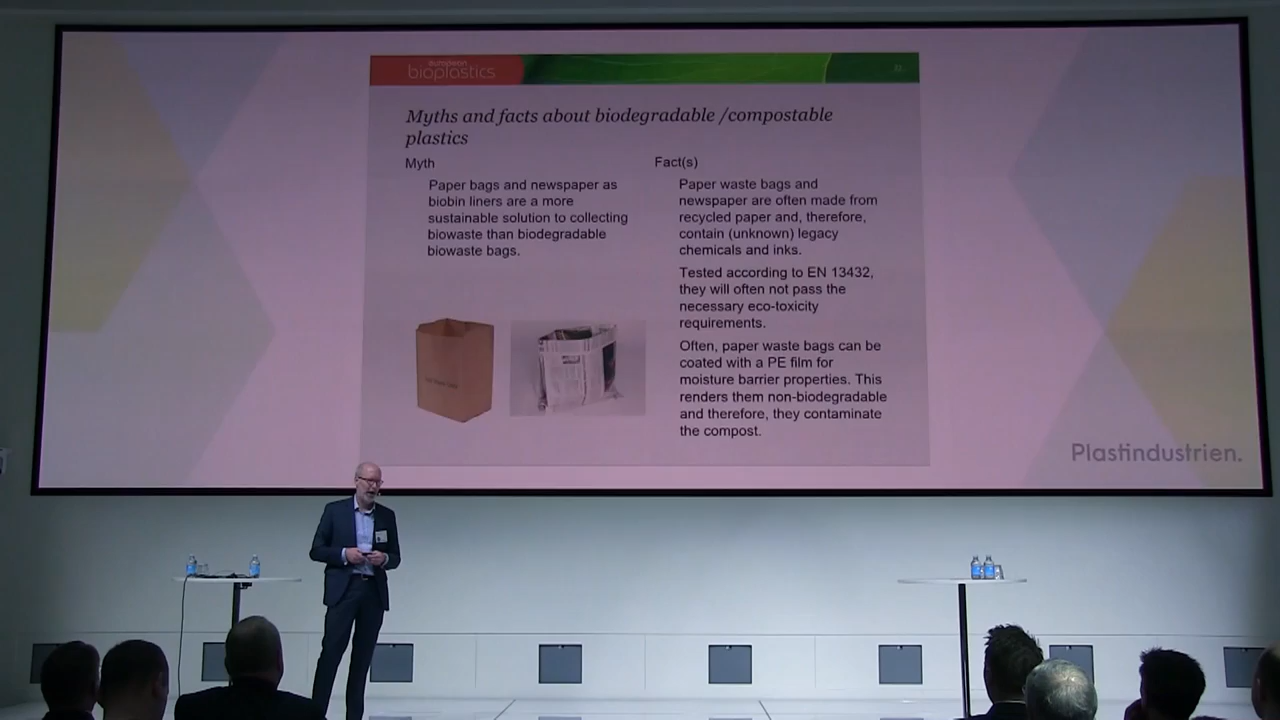 european
bioplastics
Myths and facts about biodegradable /compostable
plastics
Myth
Paper bags and newspaper as
biobin liners are a more
sustainable solution to collecting
biowaste than biodegradable
biowaste bags.
Fact(s)
Paper waste bags and
newspaper are often made from
recycled paper and, therefore,
contain (unknown) legacy
chemicals and inks.
Tested according to EN 13432,
they will often not pass the
necessary eco-toxicity
requirements.
Often, paper waste bags can be
coated with a PE film for
moisture barrier properties. This
renders them non-biodegradable
and therefore, they contaminate
the compost.
Plastindustrien.